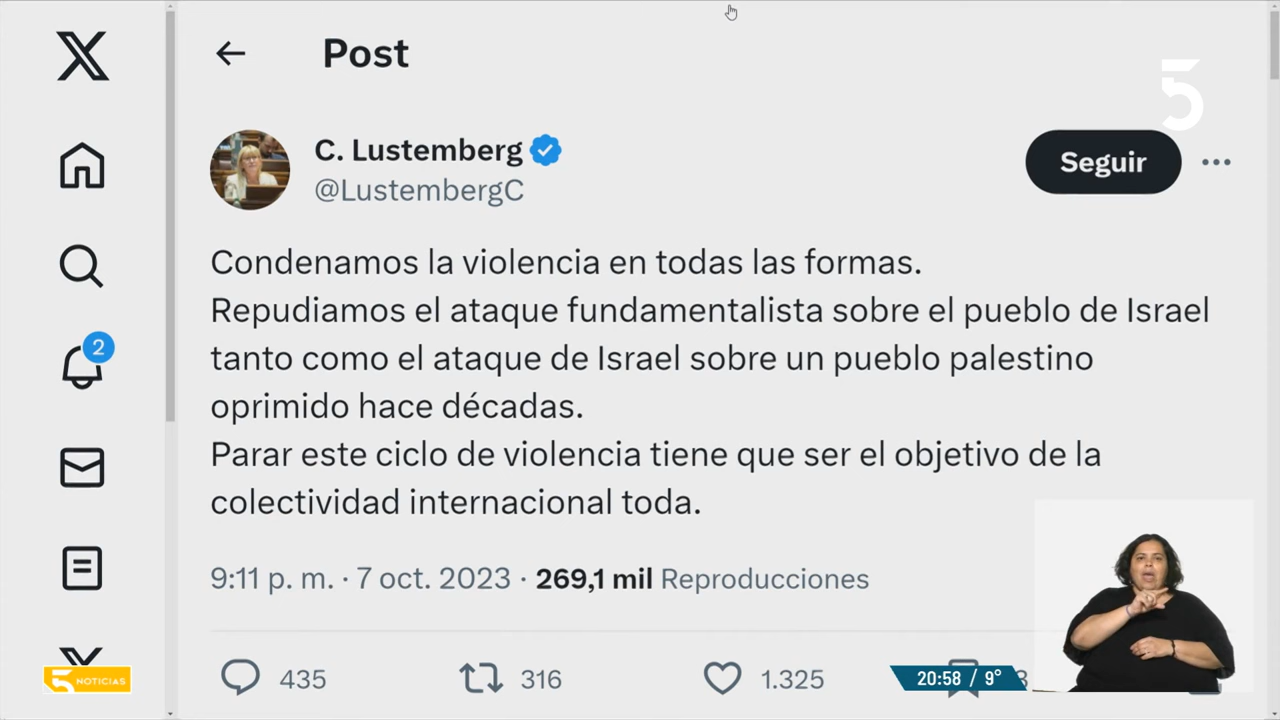 Post
5
C. Lustemberg
@LustembergC
Seguir
Condenamos la violencia en todas las formas.
Repudiamos el ataque fundamentalista sobre el pueblo de Israel
tanto como el ataque de Israel sobre un pueblo palestino
oprimido hace décadas.
Parar este ciclo de violencia tiene que ser el objetivo de la
colectividad internacional toda.
9:11 p. m. · 7 oct. 2023 · 269,1 mil Reproducciones
2
435 316 1.325
5 NOTICIAS
20:58 / 9°